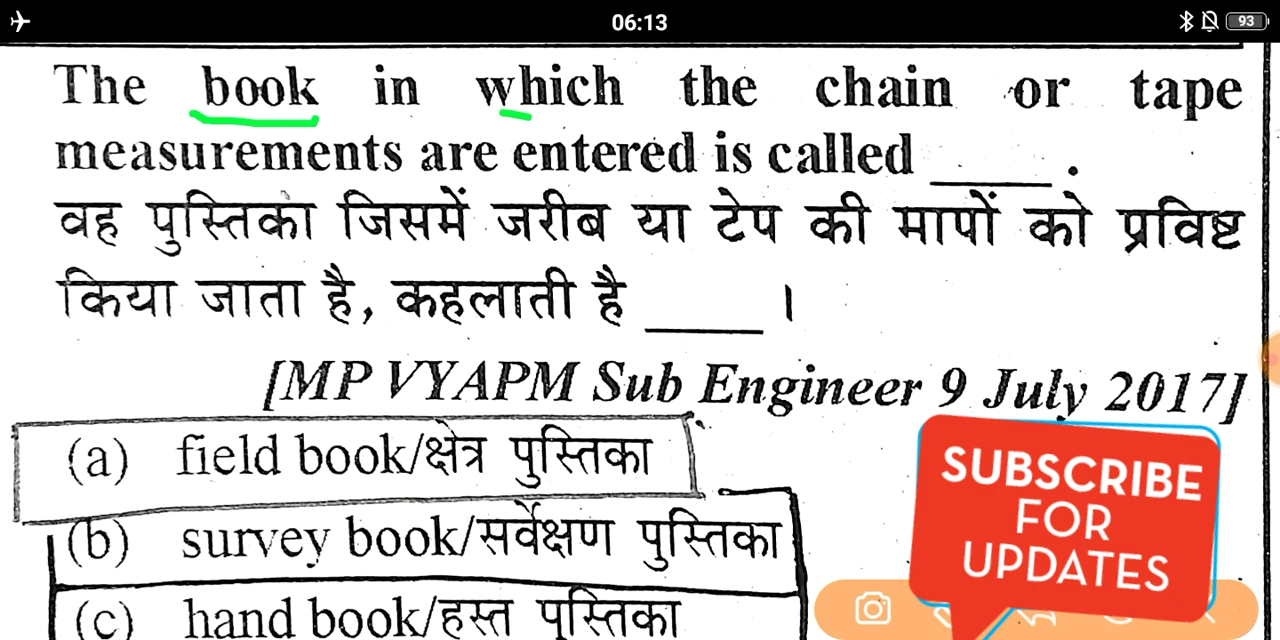 06:13
93
The book in which the chain or tape
measurements are entered is called _____ .
वह पुस्तिका जिसमें जरीब या टेप की मापों को प्रविष्ट
किया जाता है, कहलाती है _____ ।
[MP VYAPM Sub Engineer 9 July 2017]
(a) field book/क्षेत्र पुस्तिका
(b) survey book/सर्वेक्षण पुस्तिका
(c) hand book/हस्त पुस्तिका
SUBSCRIBE
FOR
UPDATES